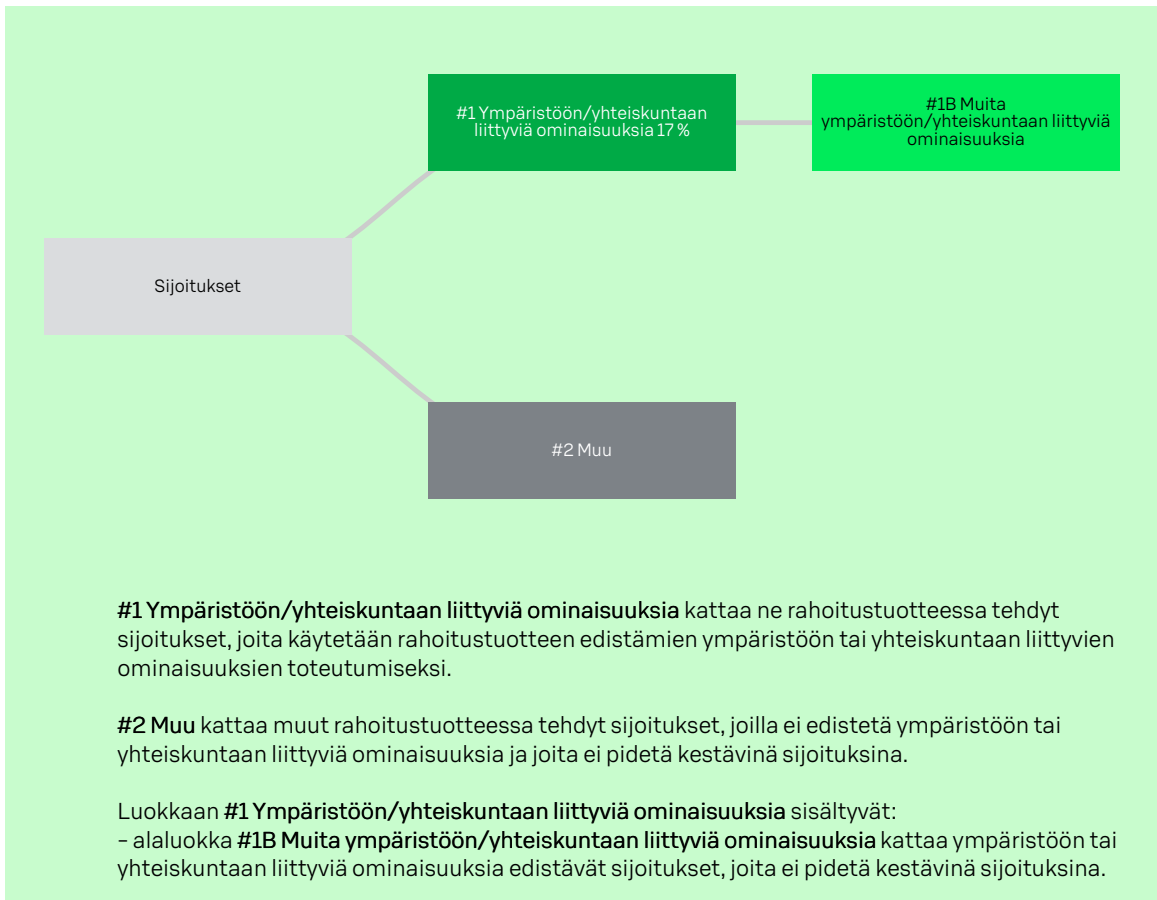 #1 Ympäristöön/yhteiskuntaan
liittyviä ominaisuuksia 17 %
#1B Muita
ympäristöön/yhteiskuntaan liittyviä
ominaisuuksia
Sijoitukset
#2 Muu
#1 Ympäristöön/yhteiskuntaan liittyviä ominaisuuksia kattaa ne rahoitustuotteessa tehdyt
sijoitukset, joita käytetään rahoitustuotteen edistämien ympäristöön tai yhteiskuntaan liittyvien
ominaisuuksien toteutumiseksi.
#2 Muu kattaa muut rahoitustuotteessa tehdyt sijoitukset, joilla ei edistetä ympäristöön tai
yhteiskuntaan liittyviä ominaisuuksia ja joita ei pidetä kestävinä sijoituksina.
Luokkaan #1 Ympäristöön/yhteiskuntaan liittyviä ominaisuuksia sisältyvät:
– alaluokka #1B Muita ympäristöön/yhteiskuntaan liittyviä ominaisuuksia kattaa ympäristöön tai
yhteiskuntaan liittyviä ominaisuuksia edistävät sijoitukset, joita ei pidetä kestävinä sijoituksina.